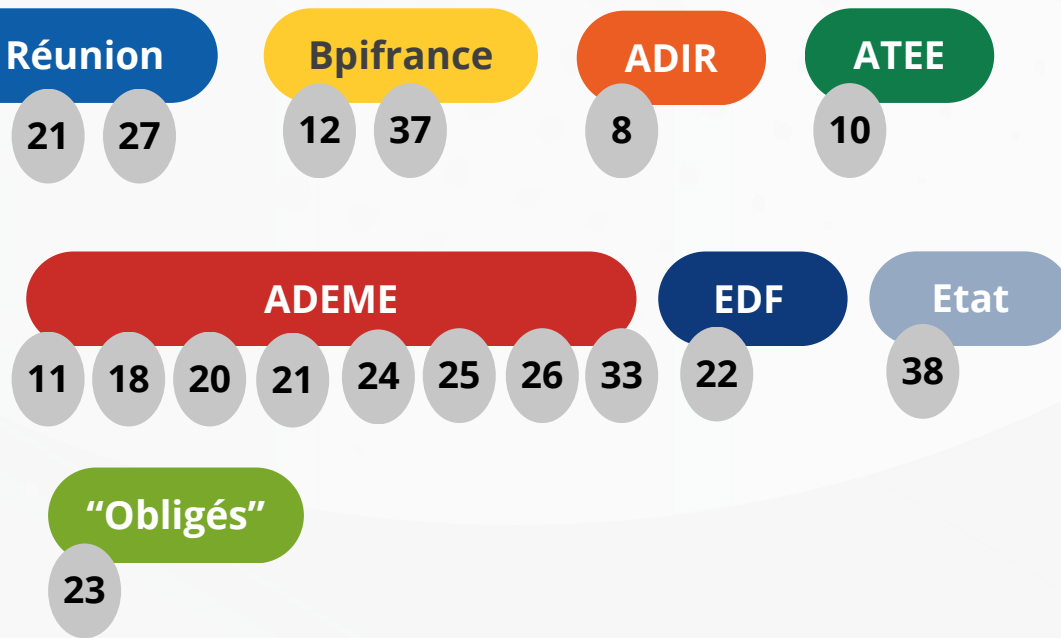 Réunion Bpifrance ADIR ATEE
21 27 12 37 8 10
ADEME EDF Etat
11 18 20 21 24 25 26 33 22 38
“Obligés”
23